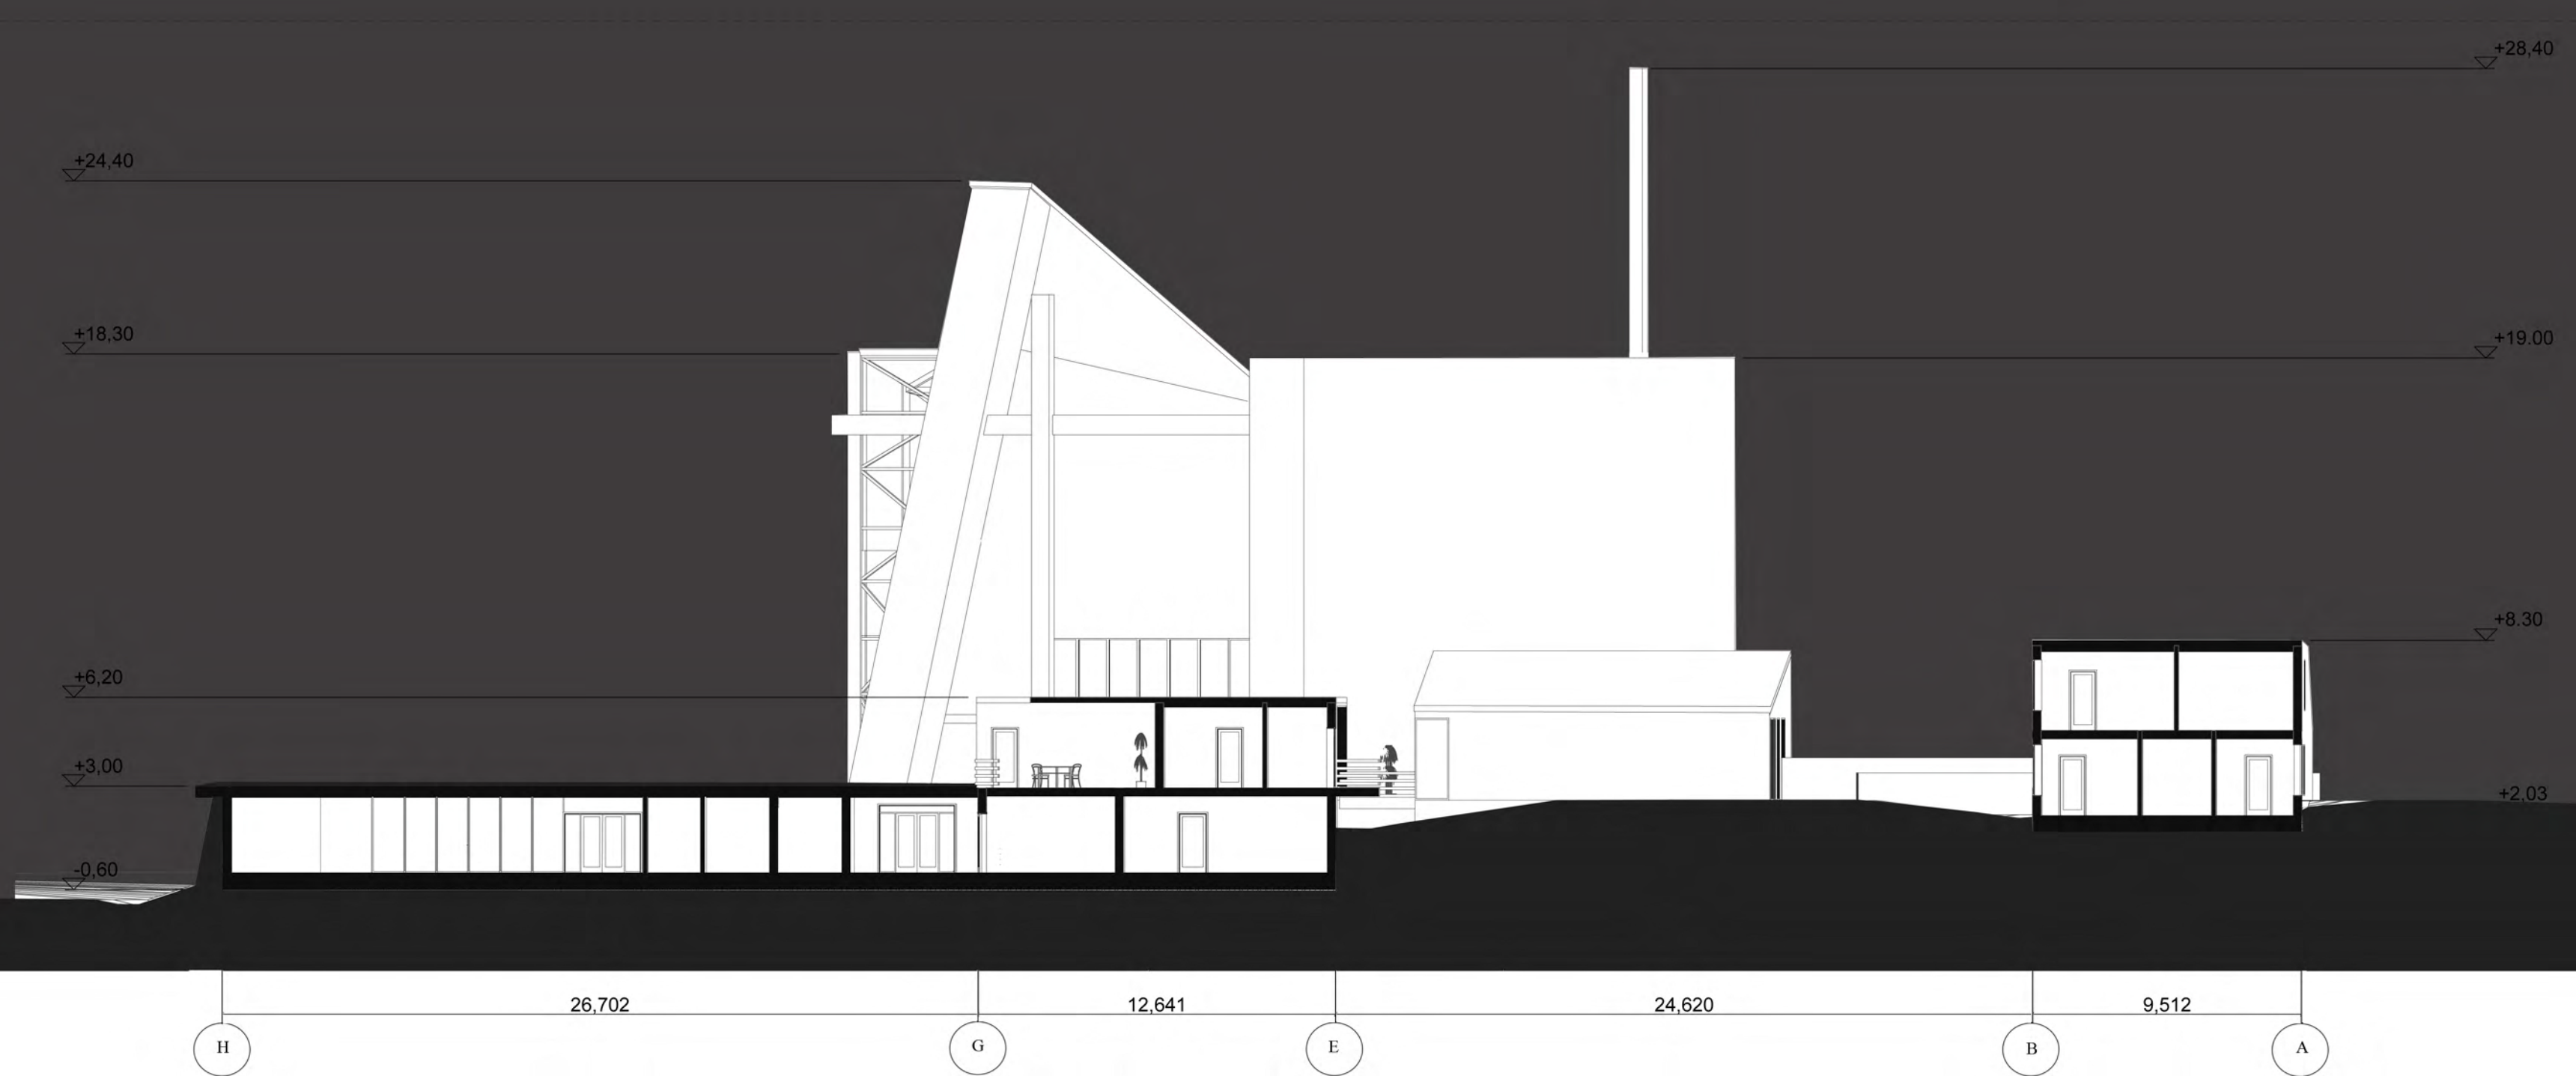 +28,40
+24,40
+18,30
+19.00
+8.30
+6,20
+3,00
+2,03
-0,60
26,702
12,641
24,620
9,512
H
G
E
B
A